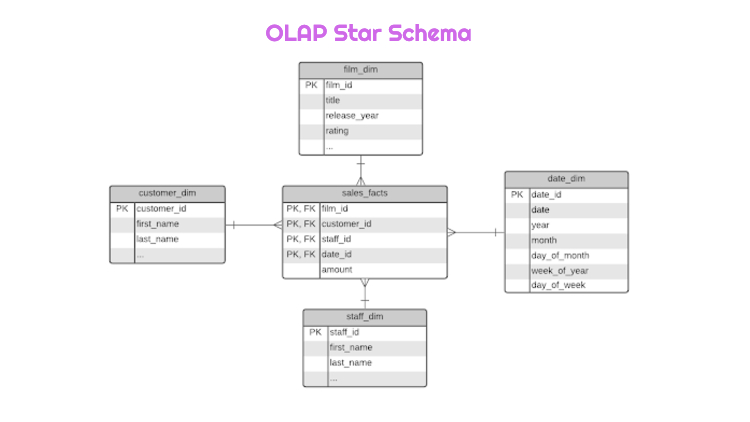 OLAP Star Schema
film_dim
PK film_id
title
release_year
rating
...
customer_dim
PK customer_id
first_name
last_name
...
sales_facts
PK, FK film_id
PK, FK customer_id
PK, FK staff_id
PK, FK date_id
amount
date_dim
PK date_id
date
year
month
day_of_month
week_of_year
day_of_week
staff_dim
PK staff_id
first_name
last_name
...